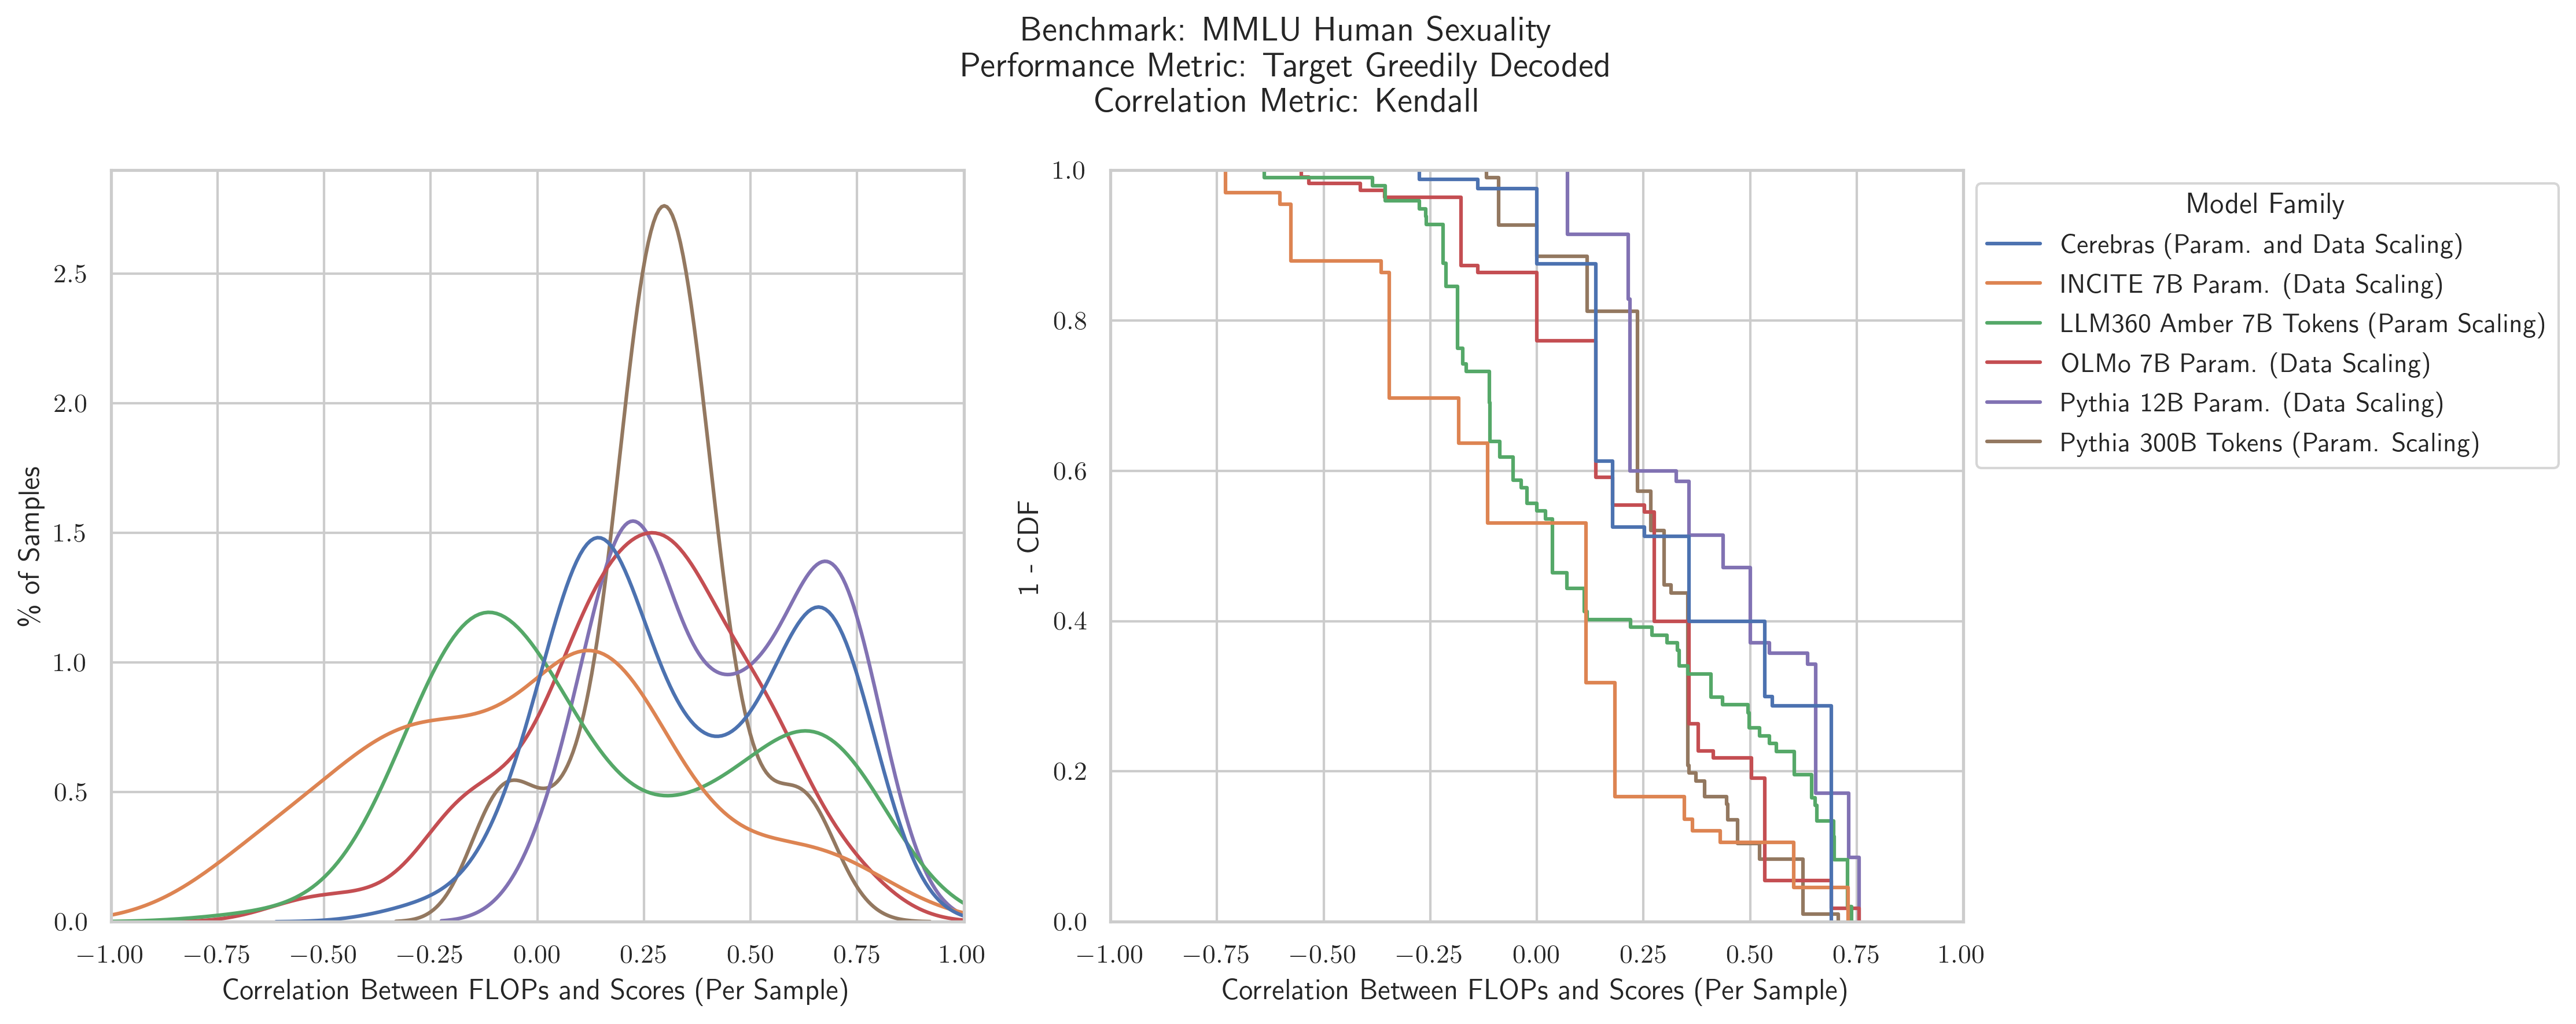 Benchmark: MMLU Human Sexuality
Performance Metric: Target Greedily Decoded
Correlation Metric: Kendall
% of Samples
2.5
2.0
1.5
1.0
0.5
0.0
−1.00 −0.75 −0.50 −0.25 0.00 0.25 0.50 0.75 1.00
Correlation Between FLOPs and Scores (Per Sample)
1 - CDF
1.0
0.8
0.6
0.4
0.2
0.0
−1.00 −0.75 −0.50 −0.25 0.00 0.25 0.50 0.75 1.00
Correlation Between FLOPs and Scores (Per Sample)
Model Family
Cerebras (Param. and Data Scaling)
INCITE 7B Param. (Data Scaling)
LLM360 Amber 7B Tokens (Param Scaling)
OLMo 7B Param. (Data Scaling)
Pythia 12B Param. (Data Scaling)
Pythia 300B Tokens (Param. Scaling)